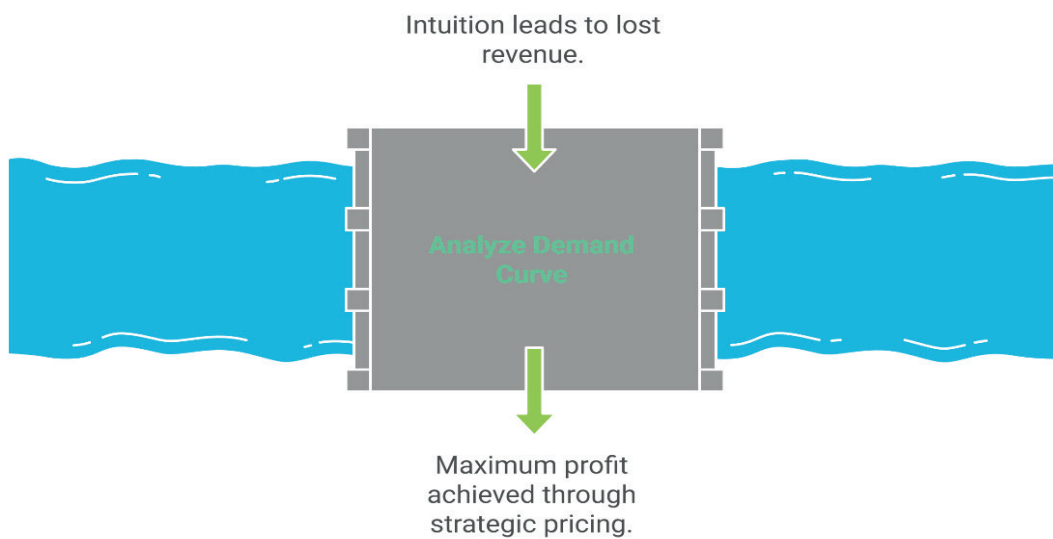 Intuition leads to lost
revenue.
Analyze Demand
Curve
Maximum profit
achieved through
strategic pricing.